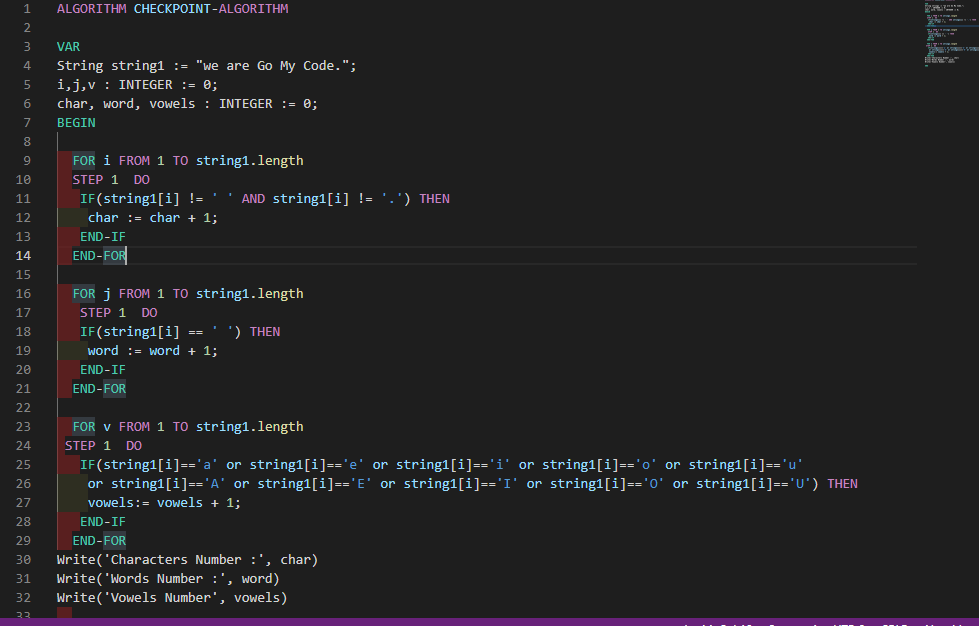 1 ALGORITHM CHECKPOINT-ALGORITHM
2
3 VAR
4 String string1 := "we are Go My Code.";
5 i,j,v : INTEGER := 0;
6 char, word, vowels : INTEGER := 0;
7 BEGIN
8
9 FOR i FROM 1 TO string1.length
10 STEP 1  DO
11 IF(string1[i] != ' ' AND string1[i] != '.') THEN
12 char := char + 1;
13 END-IF
14 END-FOR
15
16 FOR j FROM 1 TO string1.length
17 STEP 1  DO
18 IF(string1[i] == ' ') THEN
19 word := word + 1;
20 END-IF
21 END-FOR
22
23 FOR v FROM 1 TO string1.length
24 STEP 1  DO
25 IF(string1[i]=='a' or string1[i]=='e' or string1[i]=='i' or string1[i]=='o' or string1[i]=='u'
26 or string1[i]=='A' or string1[i]=='E' or string1[i]=='I' or string1[i]=='O' or string1[i]=='U') THEN
27 vowels:= vowels + 1;
28 END-IF
29 END-FOR
30 Write('Characters Number :', char)
31 Write('Words Number :', word)
32 Write('Vowels Number', vowels)
33